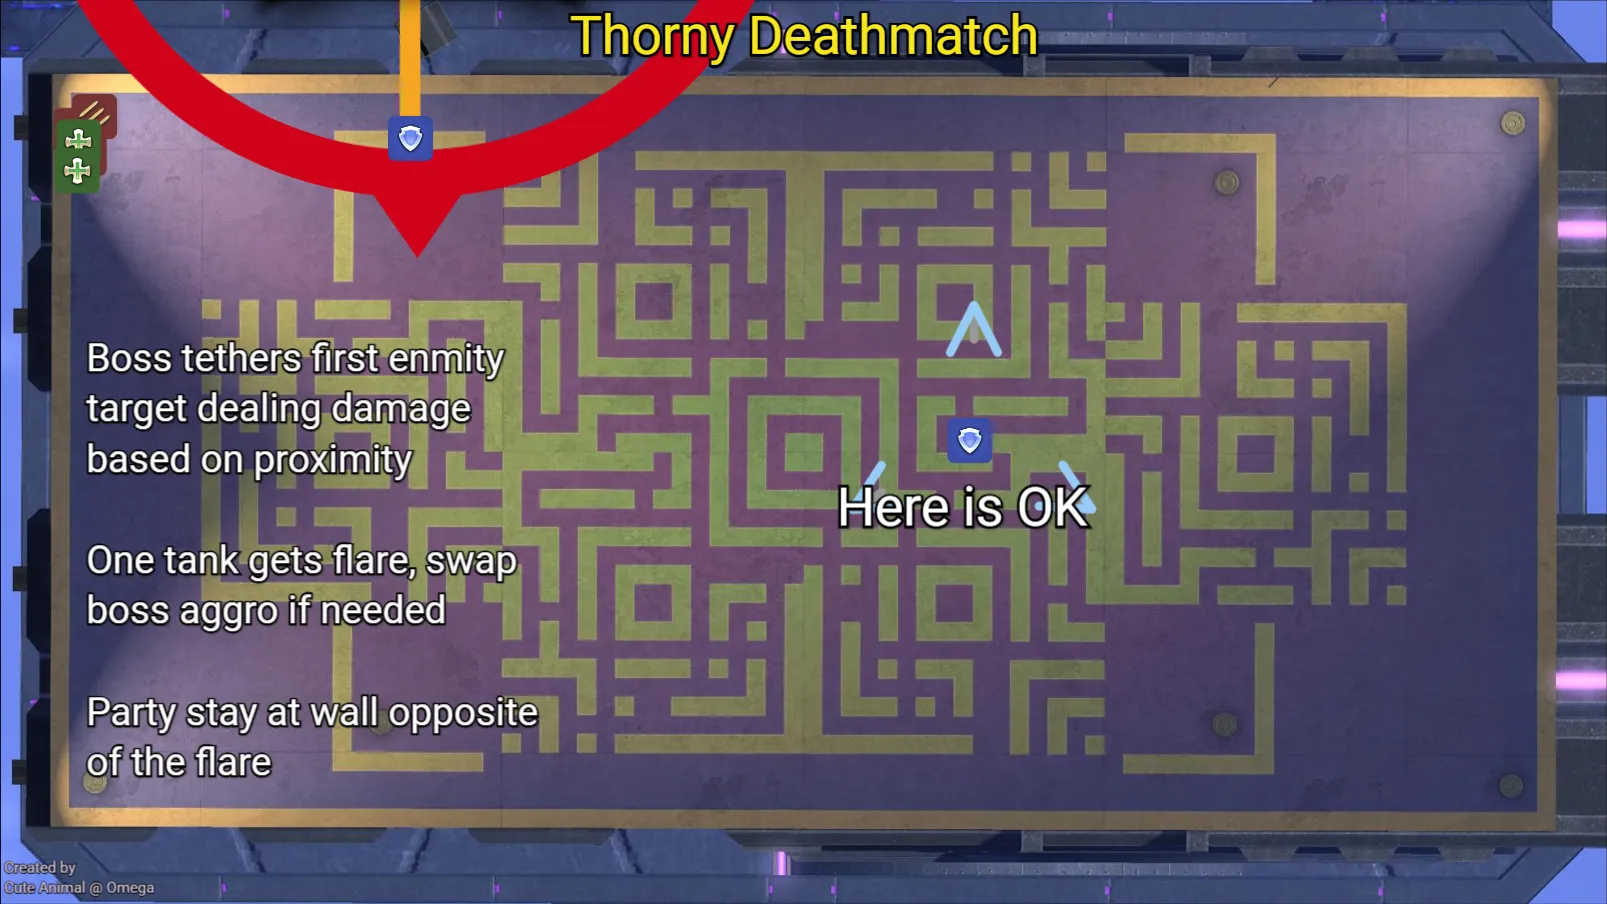 Thorny Deathmatch
Boss tethers first enmity
target dealing damage
based on proximity
Here is OK
One tank gets flare, swap
boss aggro if needed
Party stay at wall opposite
of the flare
Created by
Cute Animal @ Omega